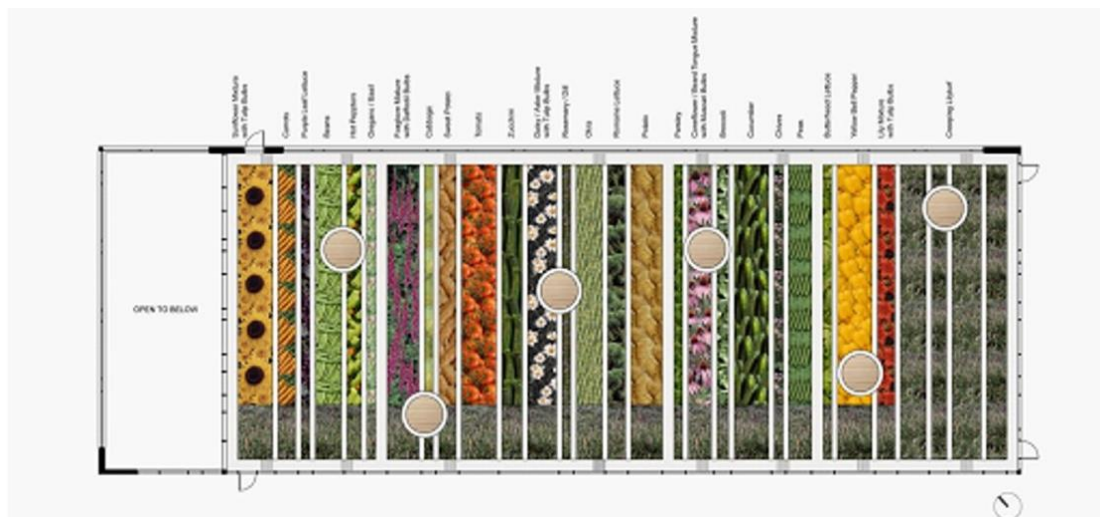 Sunflower Mixture
with Tulip Bulbs
Carrots
Purple Leaf Lettuce
Beans
Hot Peppers
Oregano / Basil
Foxglove Mixture
with Daffodil Bulbs
Cabbage
Sweet Potato
Tomato
Zucchini
Daisy / Aster Mixture
with Tulip Bulbs
Rosemary / Dill
Okra
Romaine Lettuce
Potato
Parsley
Coneflower / Beard Tongue Mixture
with Muscari Bulbs
Broccoli
Cucumber
Chives
Peas
Butterhead Lettuce
Yellow Bell Pepper
Lily Mixture
with Tulip Bulbs
Creeping Lilyturf
OPEN TO BELOW